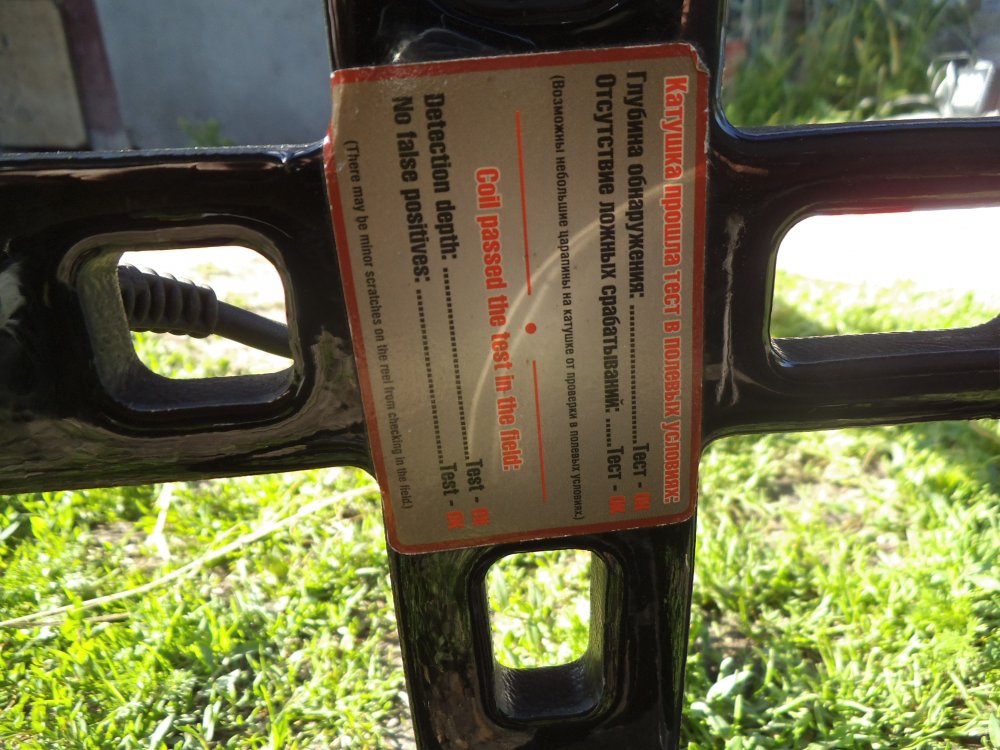 Катушка прошла тест в полевых условиях:
Глубина обнаружения: ........................Тест - OK
Отсутствие ложных срабатываний: ......Тест - OK
(Возможны небольшие царапины на катушке от проверки в полевых условиях.)
Coil passed the test in the field:
Detection depth: ..............................Test - OK
No false positives: ...........................Test - OK
(There may be minor scratches on the reel from checking in the field.)